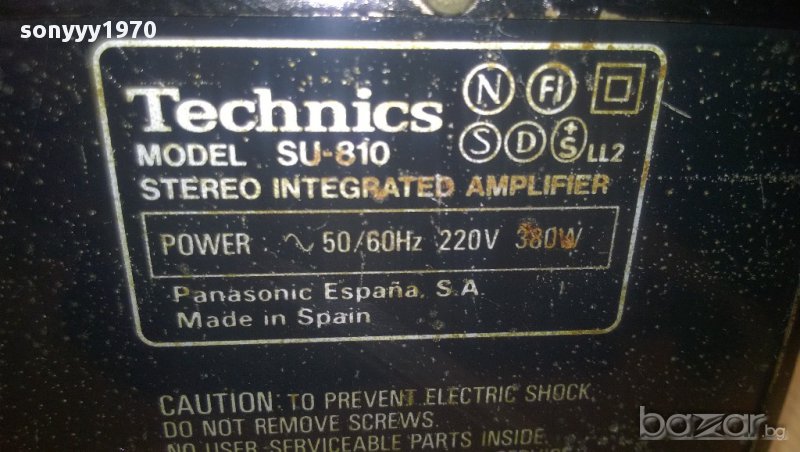 sonyyy1970
Technics
N FI
MODEL SU-810
S D S LL2
STEREO INTEGRATED AMPLIFIER
POWER : ~ 50/60Hz 220V 380W
Panasonic España, S.A.
Made in Spain
CAUTION: TO PREVENT ELECTRIC SHOCK,
DO NOT REMOVE SCREWS.
NO USER-SERVICEABLE PARTS INSIDE.
bazar.bg